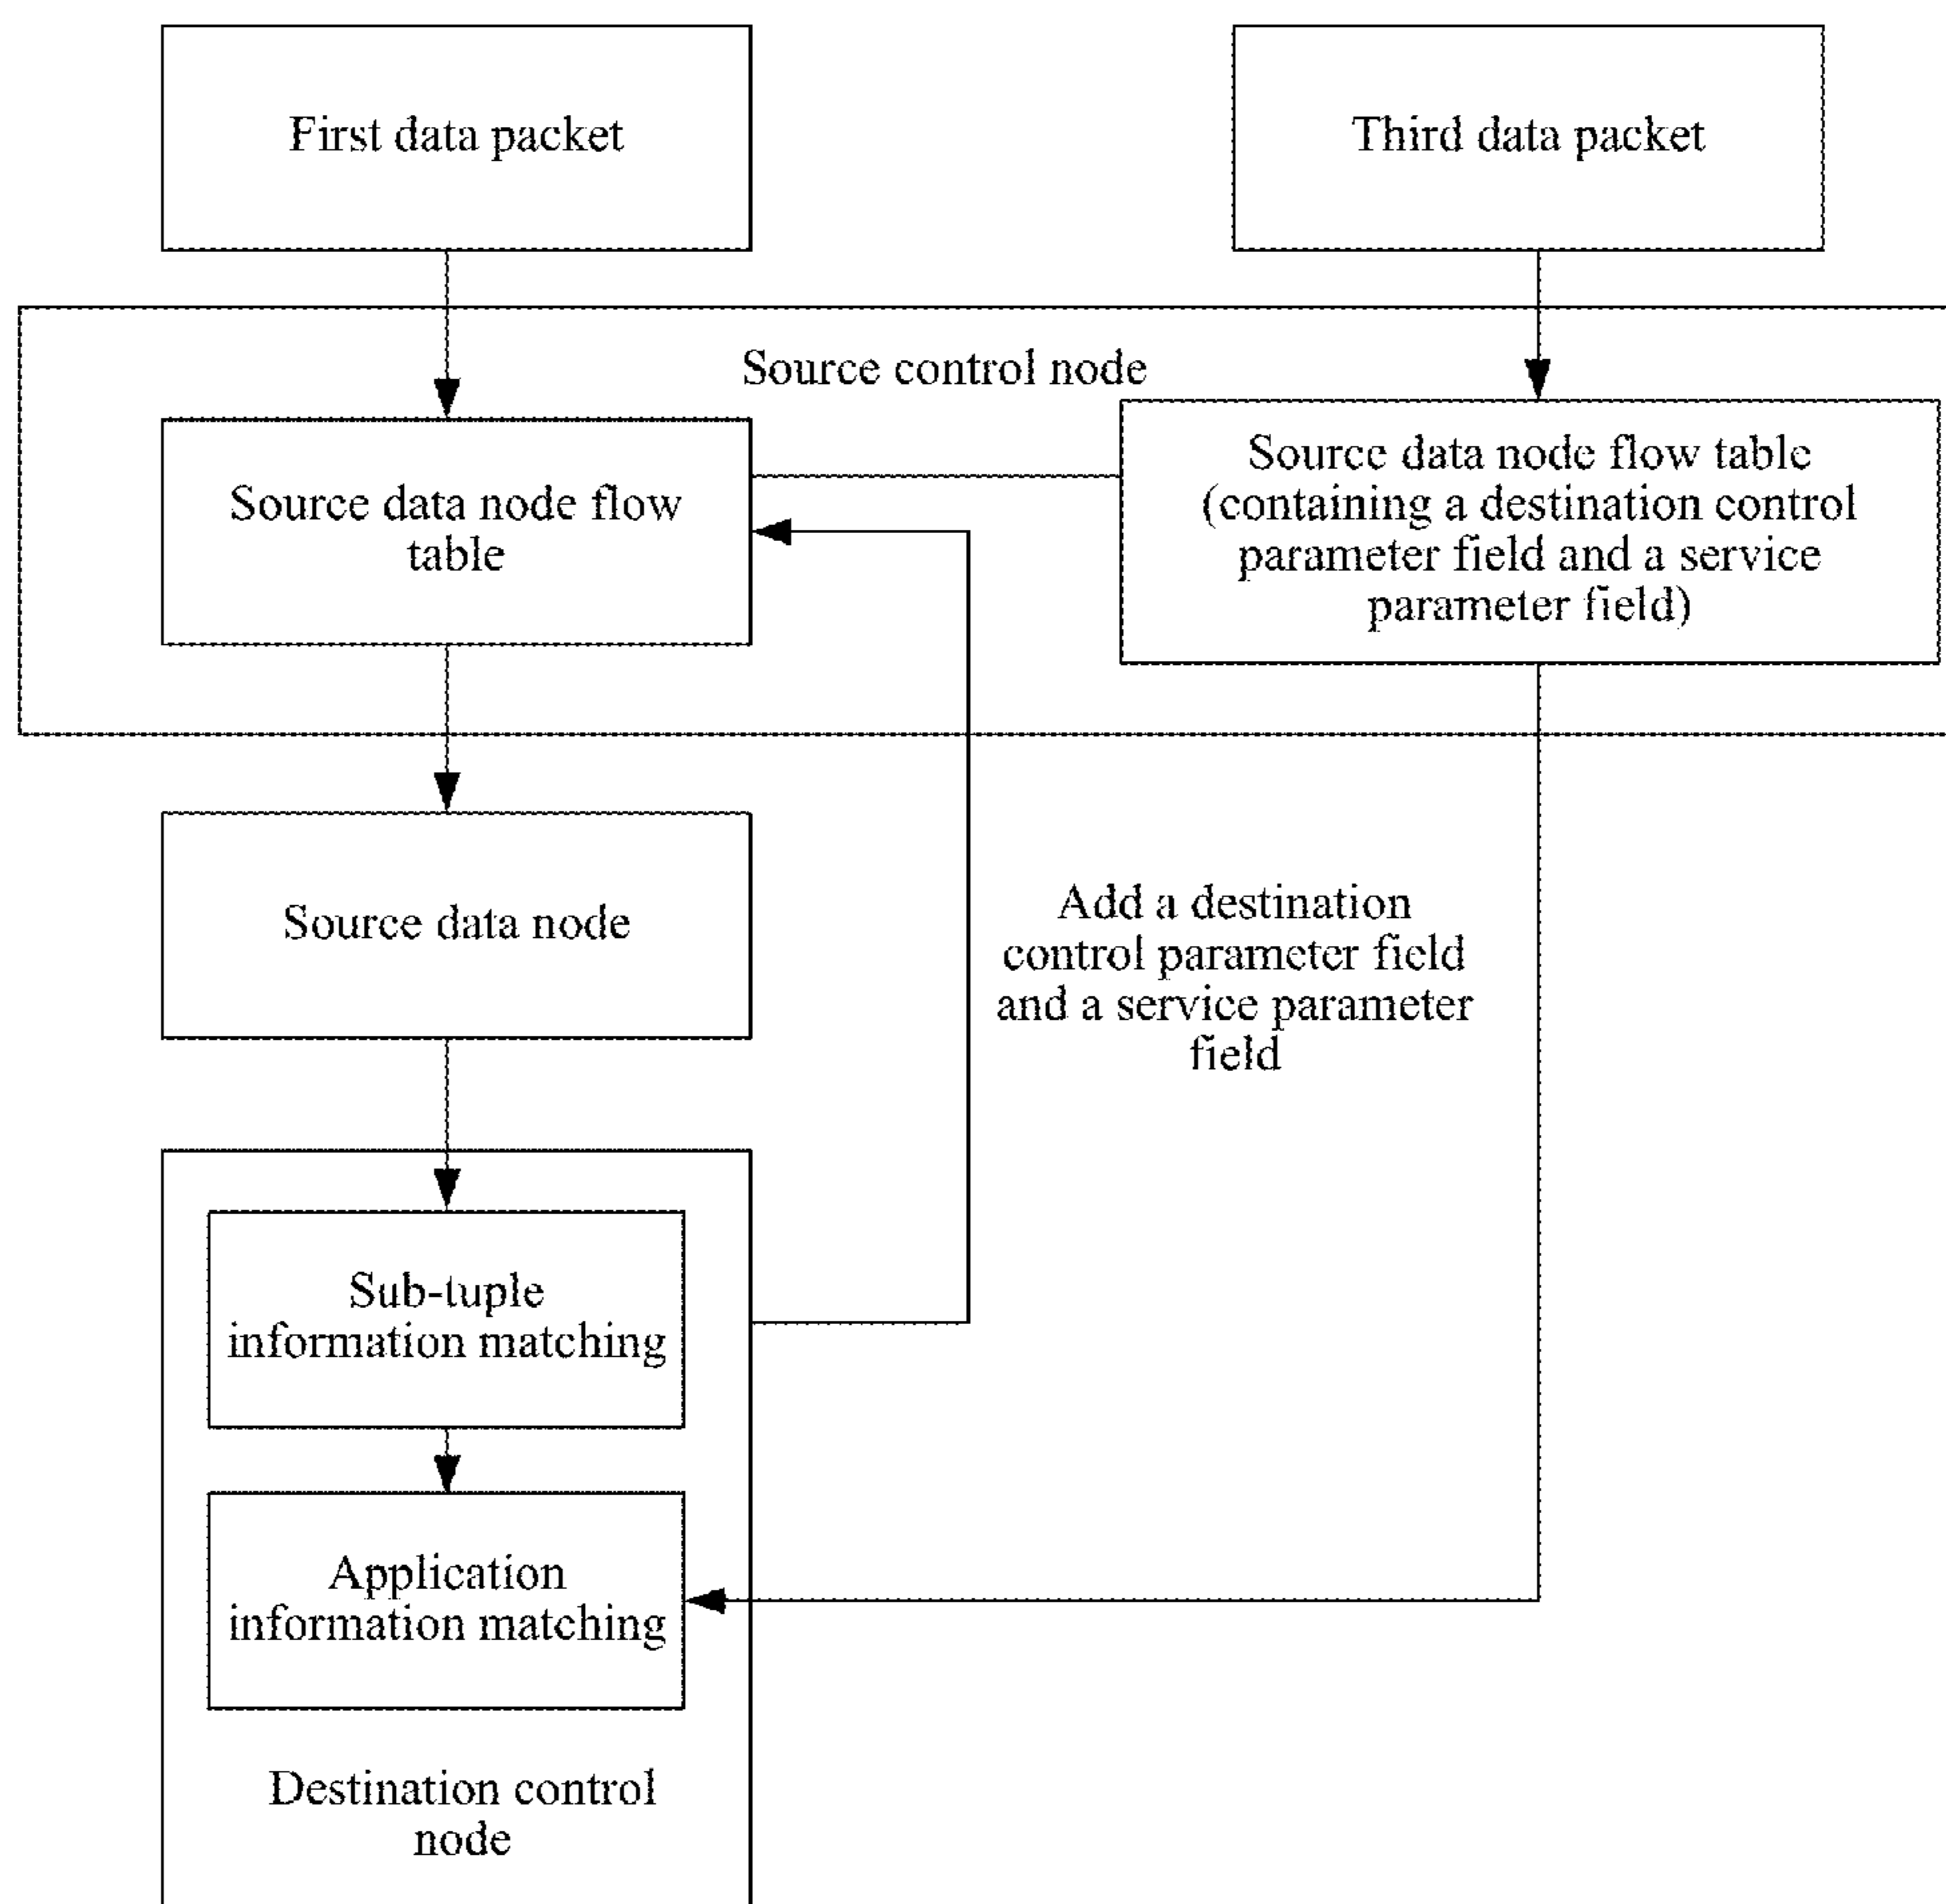 First data packet
Third data packet
Source control node
Source data node flow
table
Source data node flow table
(containing a destination control
parameter field and a service
parameter field)
Source data node
Add a destination
control parameter field
and a service parameter
field
Sub-tuple
information matching
Application
information matching
Destination control
node